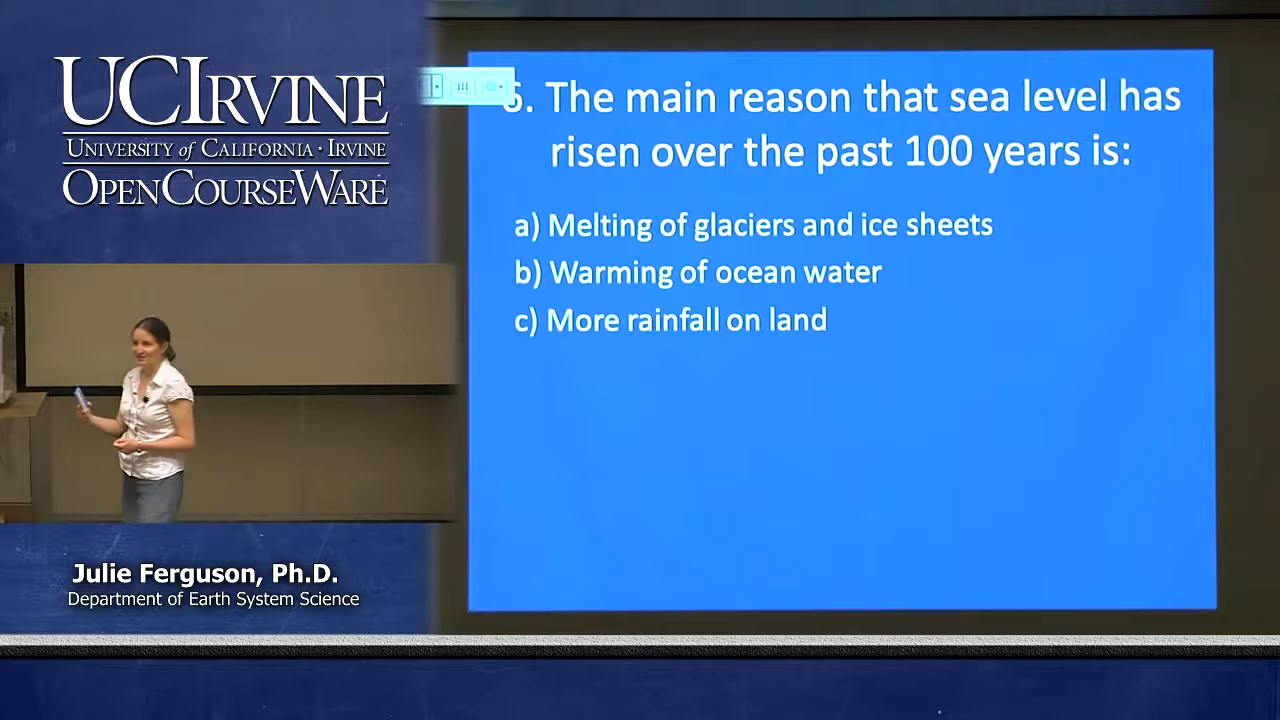 UCIRVINE
UNIVERSITY of CALIFORNIA · IRVINE
OPENCOURSEWARE
6. The main reason that sea level has
risen over the past 100 years is:
a) Melting of glaciers and ice sheets
b) Warming of ocean water
c) More rainfall on land
Julie Ferguson, Ph.D.
Department of Earth System Science